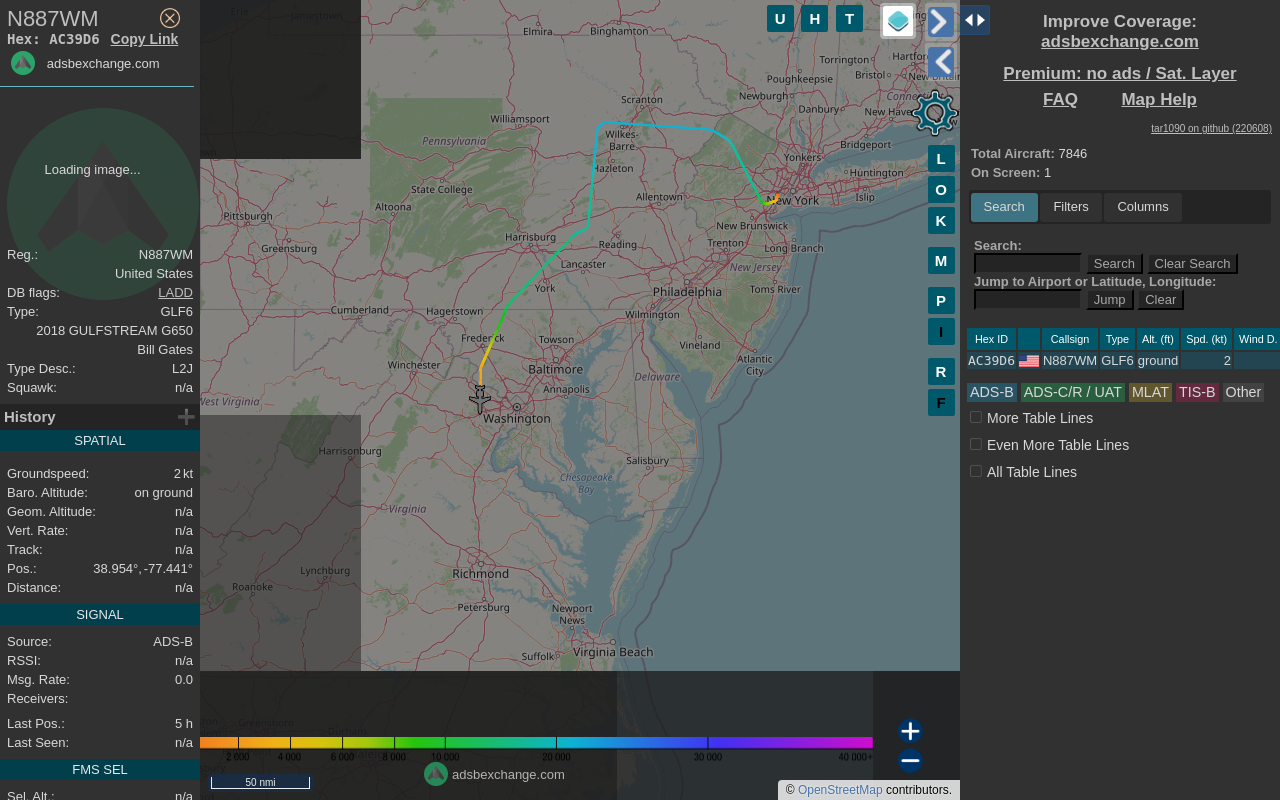 N887WM
Hex: AC39D6 Copy Link
adsbexchange.com
Loading image...
Reg.: N887WM
United States
DB flags: LADD
Type: GLF6
2018 GULFSTREAM G650
Bill Gates
Type Desc.: L2J
Squawk: n/a
History
SPATIAL
Groundspeed: 2 kt
Baro. Altitude: on ground
Geom. Altitude: n/a
Vert. Rate: n/a
Track: n/a
Pos.: 38.954°, -77.441°
Distance: n/a
SIGNAL
Source: ADS-B
RSSI: n/a
Msg. Rate: 0.0
Receivers:
Last Pos.: 5 h
Last Seen: n/a
FMS SEL
Sel. Alt.: n/a
U H T
Elmira
Binghamton
Torrington
Hartfor
Poughkeepsie
Bristol
New Britain
Scranton
Newburgh
Danbury
Connecticut
New Haven
Williamsport
Wilkes-
Barre
Pennsylvania
Bridgeport
Yonkers
Hazleton
Huntington
State College
Allentown
New York
Islip
Altoona
Pittsburgh
New Brunswick
Harrisburg
Reading
Trenton
Long Branch
Greensburg
Lancaster
New Jersey
York
Philadelphia
Toms River
Cumberland
Hagerstown
Wilmington
Frederick
Towson
Vineland
Winchester
Baltimore
Atlantic
City
Delaware
Annapolis
West Virginia
Washington
Harrisonburg
Salisbury
Chesapeake
Bay
Virginia
Lynchburg
Richmond
Roanoke
Petersburg
Newport
News
Virginia Beach
Suffolk
Greensboro
L
O
K
M
P
I
R
F
2 000 4 000 6 000 8 000 10 000 20 000 30 000 40 000+
50 nmi
adsbexchange.com
© OpenStreetMap contributors.
Improve Coverage:
adsbexchange.com
Premium: no ads / Sat. Layer
FAQ Map Help
tar1090 on github (220608)
Total Aircraft: 7846
On Screen: 1
Search Filters Columns
Search:
Search Clear Search
Jump to Airport or Latitude, Longitude:
Jump Clear
Hex ID Callsign Type Alt. (ft) Spd. (kt) Wind D.
AC39D6 N887WM GLF6 ground 2
ADS-B ADS-C/R / UAT MLAT TIS-B Other
More Table Lines
Even More Table Lines
All Table Lines